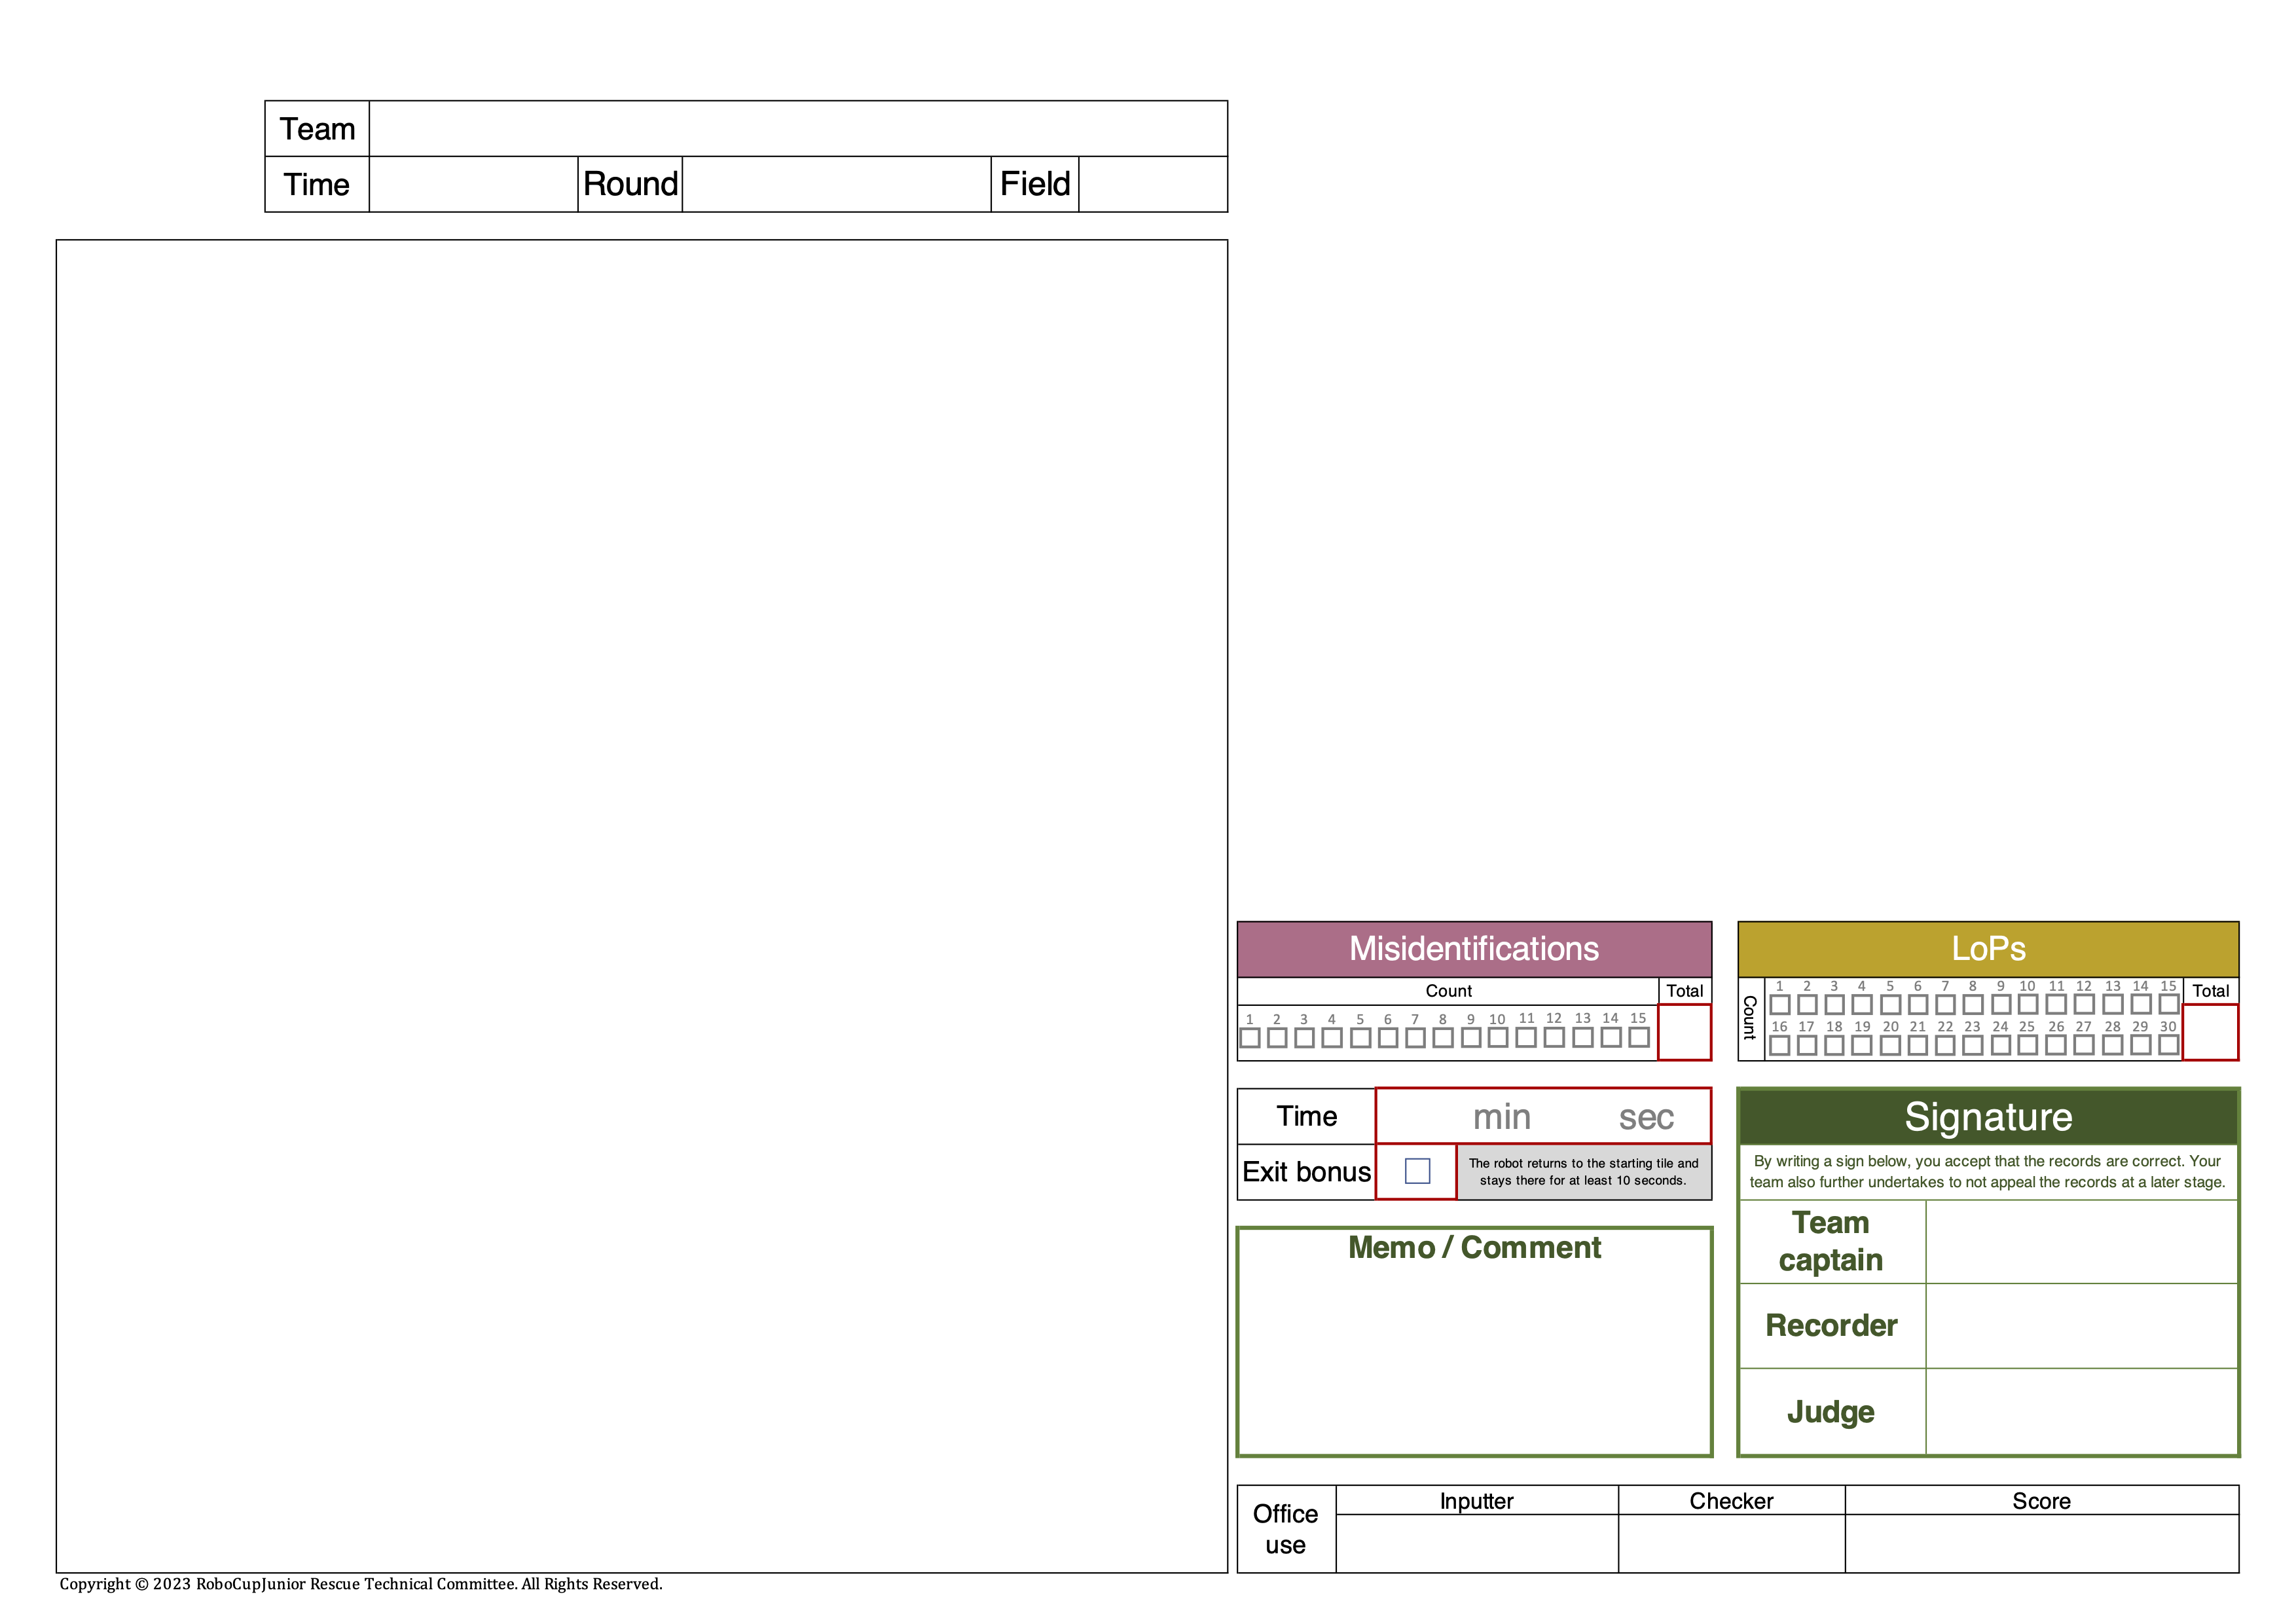 Team
Time Round Field
Misidentifications
Count Total
1 2 3 4 5 6 7 8 9 10 11 12 13 14 15
LoPs
Count
1 2 3 4 5 6 7 8 9 10 11 12 13 14 15 Total
16 17 18 19 20 21 22 23 24 25 26 27 28 29 30
Time min sec
Exit bonus
The robot returns to the starting tile and
stays there for at least 10 seconds.
Memo / Comment
Signature
By writing a sign below, you accept that the records are correct. Your
team also further undertakes to not appeal the records at a later stage.
Team
captain
Recorder
Judge
Office
use
Inputter Checker Score
Copyright © 2023 RoboCupJunior Rescue Technical Committee. All Rights Reserved.